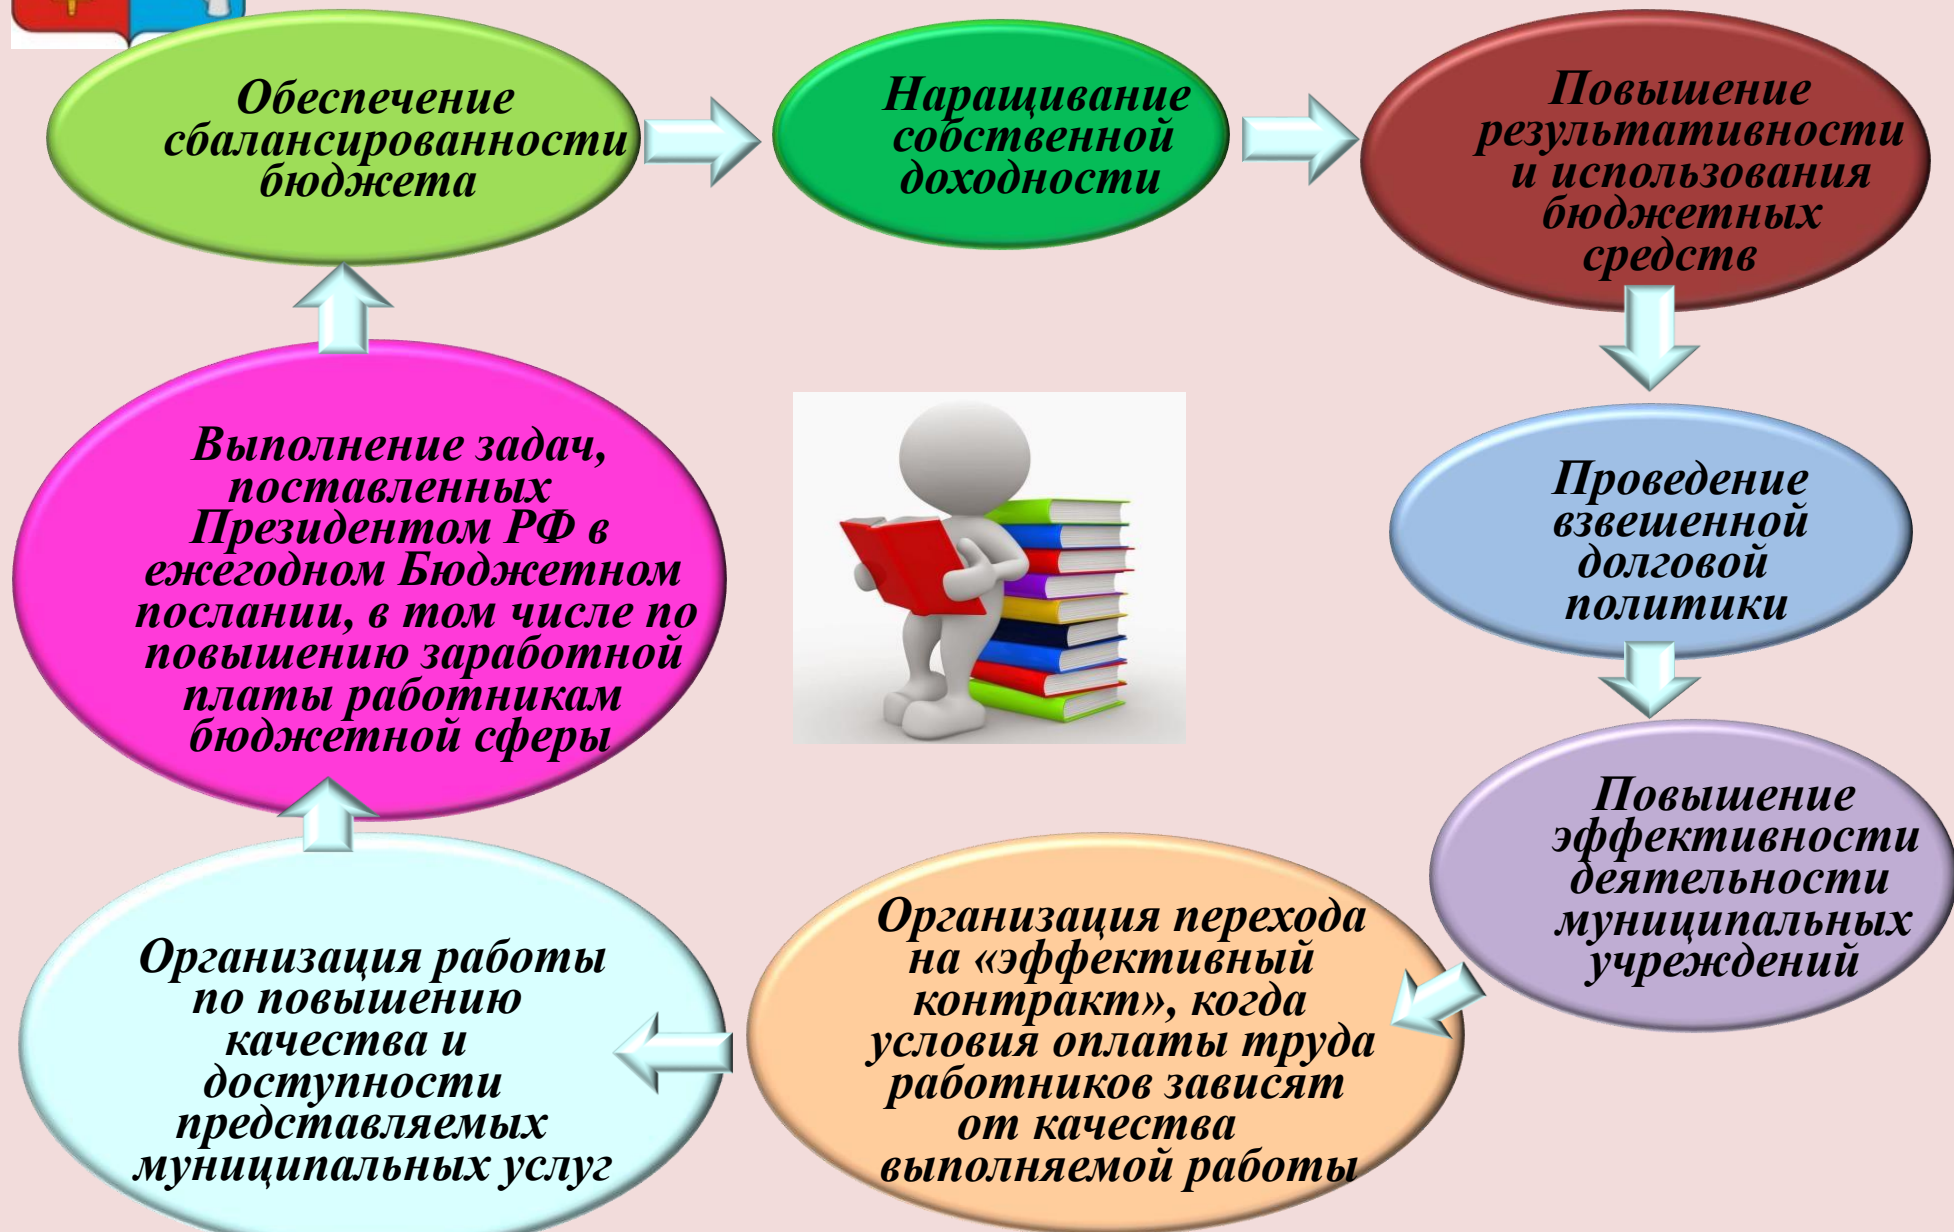 Обеспечение
сбалансированности
бюджета
Наращивание
собственной
доходности
Повышение
результативности
и использования
бюджетных
средств
Проведение
взвешенной
долговой
политики
Повышение
эффективности
деятельности
муниципальных
учреждений
Организация перехода
на «эффективный
контракт», когда
условия оплаты труда
работников зависят
от качества
выполняемой работы
Организация работы
по повышению
качества и
доступности
представляемых
муниципальных услуг
Выполнение задач,
поставленных
Президентом РФ в
ежегодном Бюджетном
послании, в том числе по
повышению заработной
платы работникам
бюджетной сферы